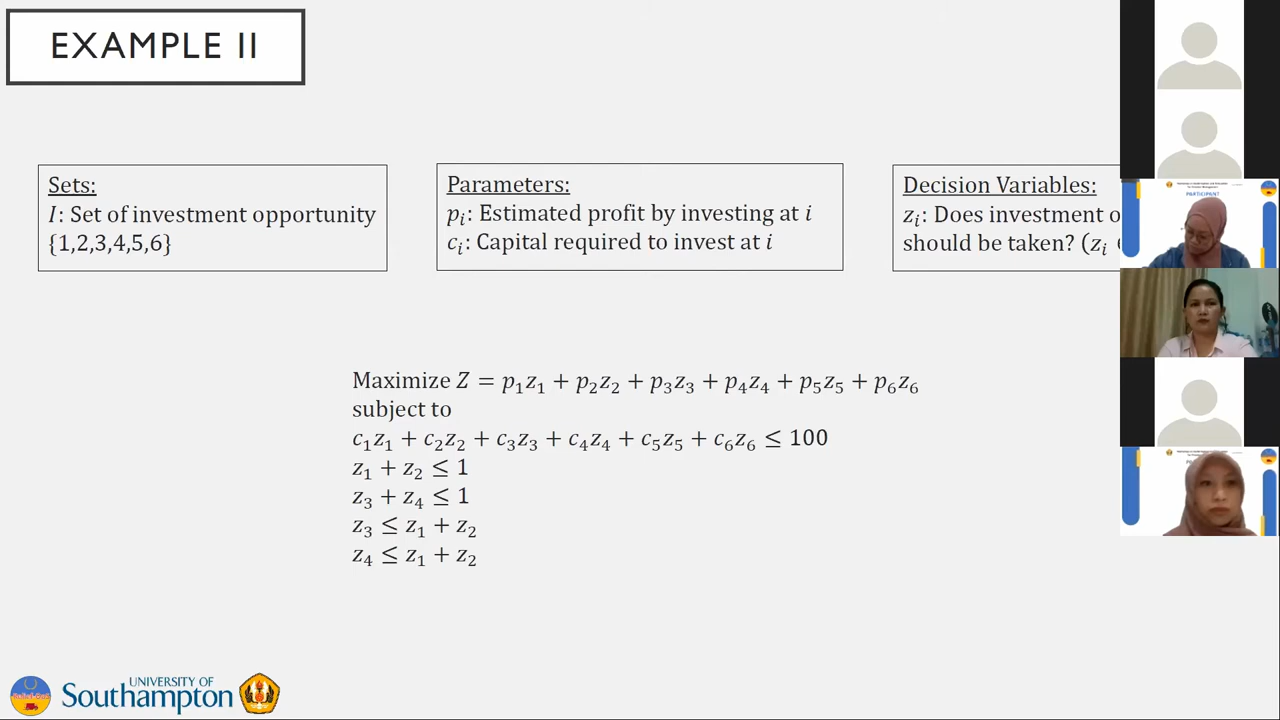 EXAMPLE II
Sets:
I: Set of investment opportunity
{1,2,3,4,5,6}
Parameters:
pᵢ: Estimated profit by investing at i
cᵢ: Capital required to invest at i
Decision Variables:
zᵢ: Does investment o
should be taken? (zᵢ
Maximize Z = p₁z₁ + p₂z₂ + p₃z₃ + p₄z₄ + p₅z₅ + p₆z₆
subject to
c₁z₁ + c₂z₂ + c₃z₃ + c₄z₄ + c₅z₅ + c₆z₆ ≤ 100
z₁ + z₂ ≤ 1
z₃ + z₄ ≤ 1
z₃ ≤ z₁ + z₂
z₄ ≤ z₁ + z₂
PARTICIPANT
UNIVERSITY OF
Southampton